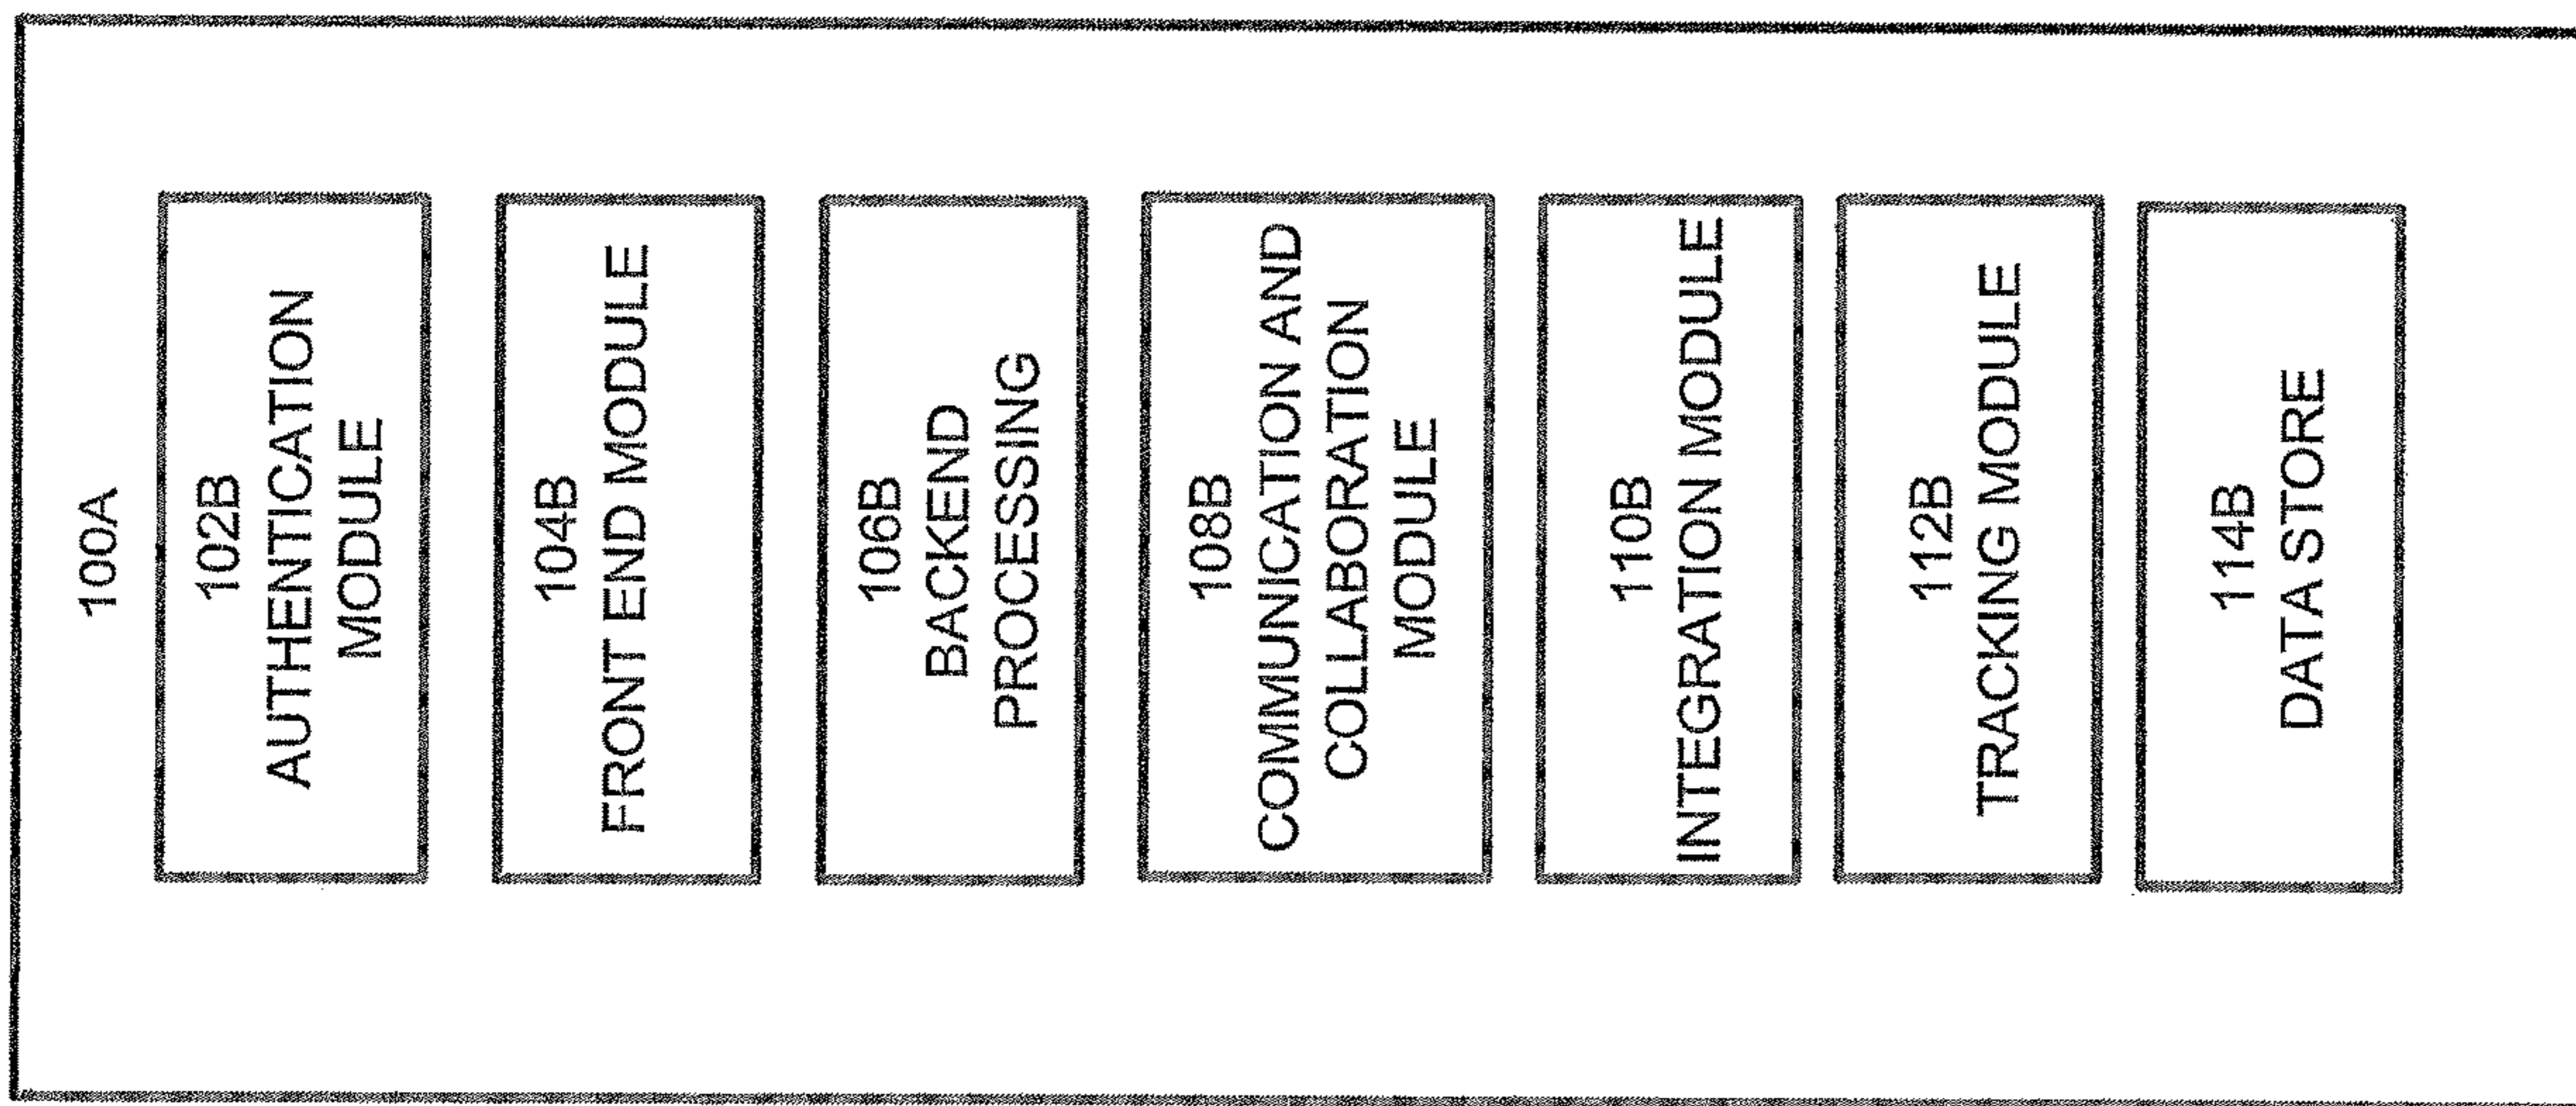 100A
102B
AUTHENTICATION
MODULE
104B
FRONT END MODULE
106B
BACKEND
PROCESSING
108B
COMMUNICATION AND
COLLABORATION
MODULE
110B
INTEGRATION MODULE
112B
TRACKING MODULE
114B
DATA STORE